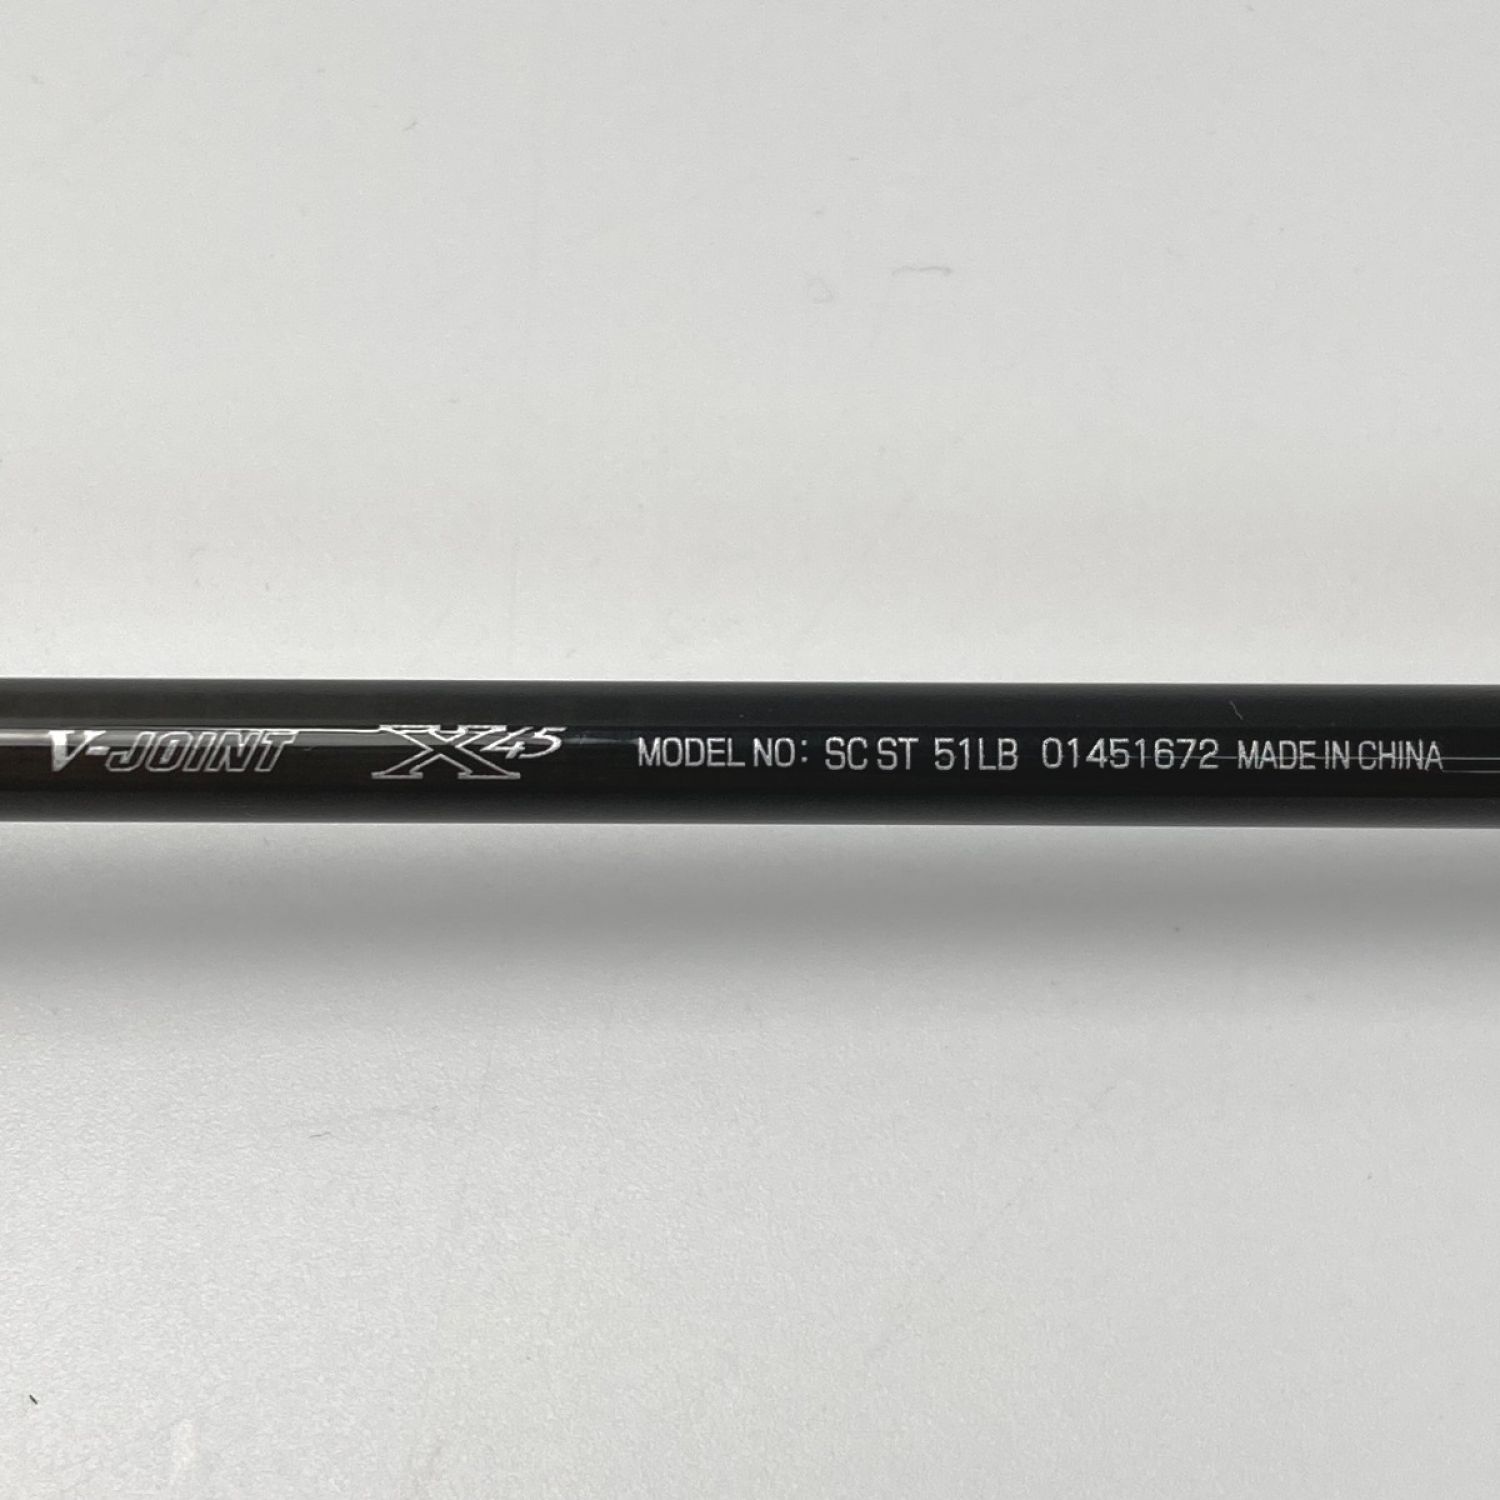 V-JOINT X45 MODEL NO: SC ST 51LB 01451672 MADE IN CHINA